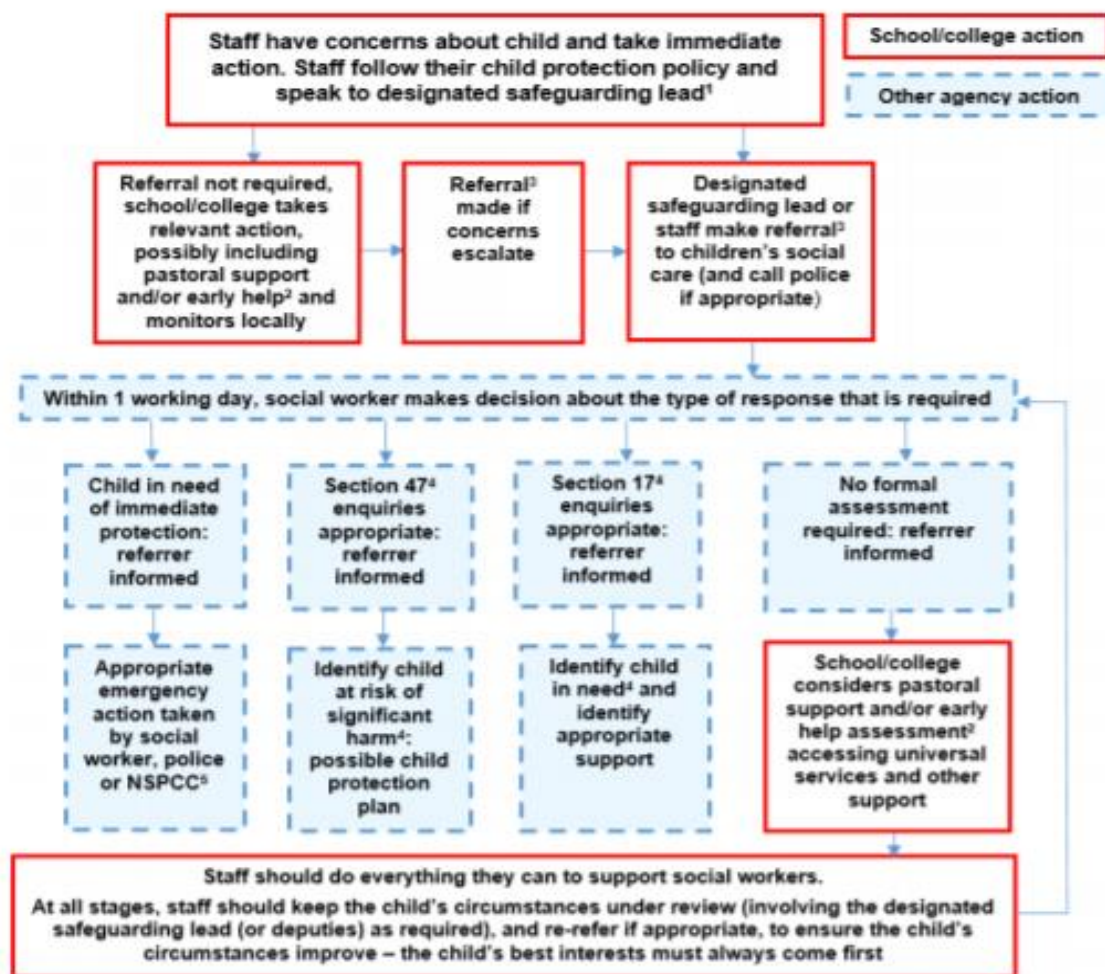 Staff have concerns about child and take immediate
action. Staff follow their child protection policy and
speak to designated safeguarding lead¹
School/college action
Other agency action
Referral not required,
school/college takes
relevant action,
possibly including
pastoral support
and/or early help² and
monitors locally
Referral³
made if
concerns
escalate
Designated
safeguarding lead or
staff make referral³
to children's social
care (and call police
if appropriate)
Within 1 working day, social worker makes decision about the type of response that is required
Child in need
of immediate
protection:
referrer
informed
Section 47⁴
enquiries
appropriate:
referrer
informed
Section 17⁴
enquiries
appropriate:
referrer
informed
No formal
assessment
required: referrer
informed
Appropriate
emergency
action taken
by social
worker, police
or NSPCC⁵
Identify child
at risk of
significant
harm⁴:
possible child
protection
plan
Identify child
in need⁴ and
identify
appropriate
support
School/college
considers pastoral
support and/or early
help assessment²
accessing universal
services and other
support
Staff should do everything they can to support social workers.
At all stages, staff should keep the child's circumstances under review (involving the designated
safeguarding lead (or deputies) as required), and re-refer if appropriate, to ensure the child's
circumstances improve – the child's best interests must always come first